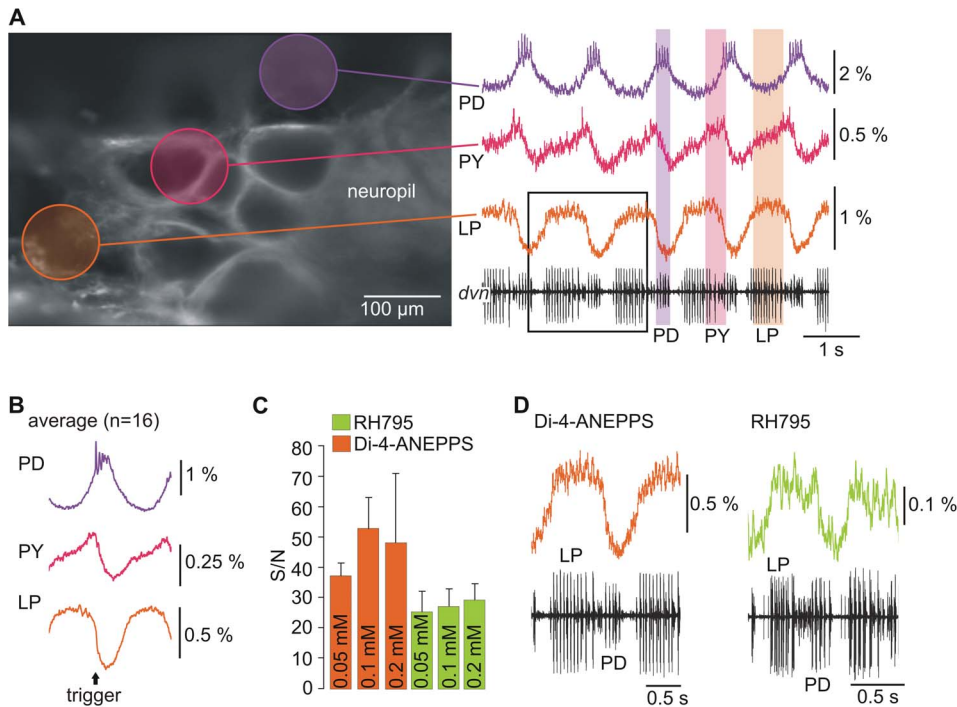 A
PD
PY
LP
dvn
neuropil
100 µm
2 %
0.5 %
1 %
PD PY LP
1 s
B
average (n=16)
PD
1 %
PY
0.25 %
LP
0.5 %
trigger
C
RH795
Di-4-ANEPPS
S/N
80
70
60
50
40
30
20
10
0
0.05 mM
0.1 mM
0.2 mM
0.05 mM
0.1 mM
0.2 mM
D
Di-4-ANEPPS
0.5 %
LP
PD
0.5 s
RH795
0.1 %
LP
PD
0.5 s